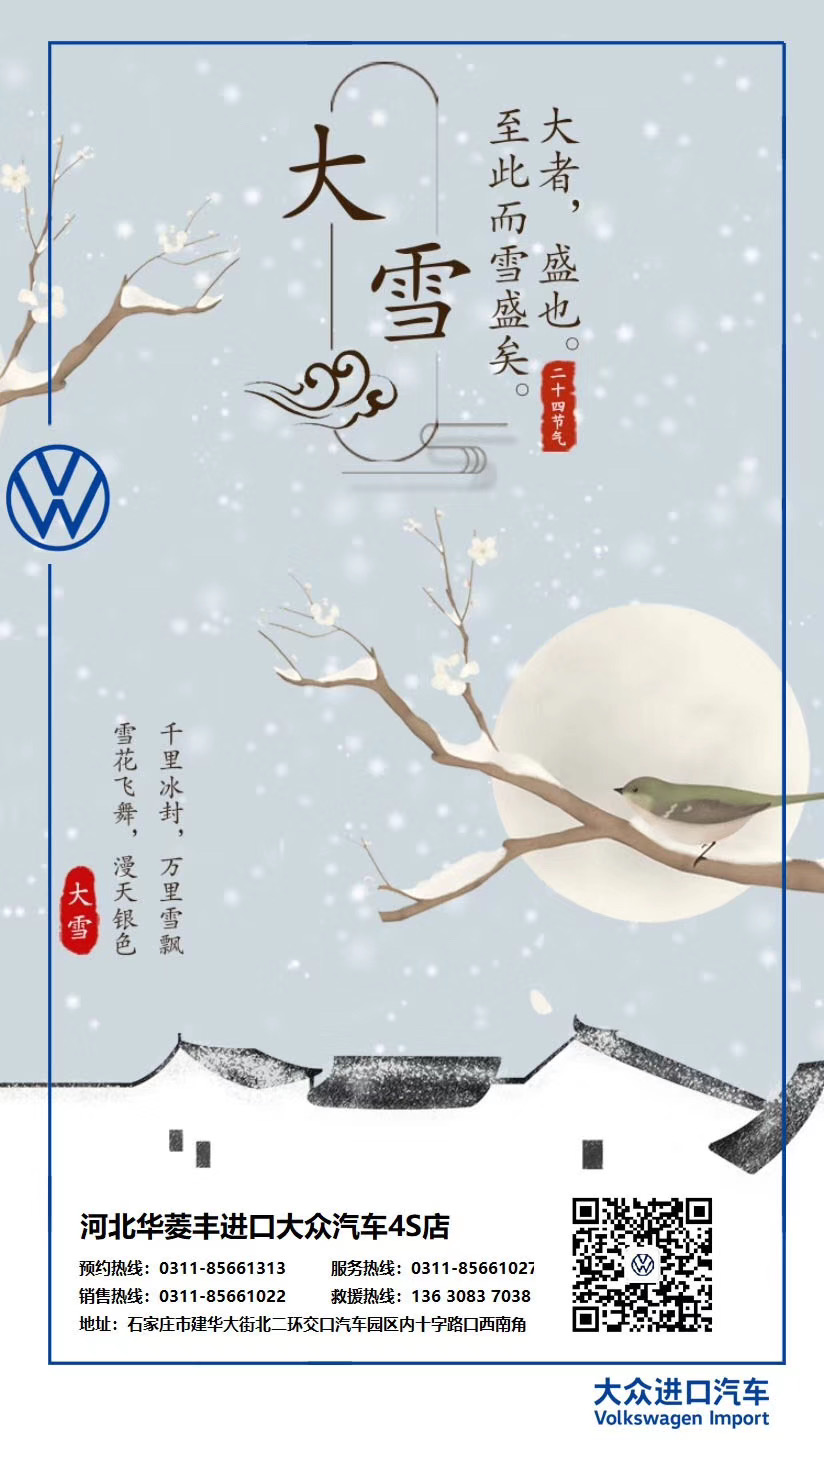 大雪
大者，盛也。
至此而雪盛矣。
二十四节气
千里冰封，万里雪飘
雪花飞舞，漫天银色
大雪
河北华菱丰进口大众汽车4S店
预约热线：0311-85661313 服务热线：0311-85661027
销售热线：0311-85661022 救援热线：136 3083 7038
地址：石家庄市建华大街北二环交口汽车园区内十字路口西南角
大众进口汽车
Volkswagen Import